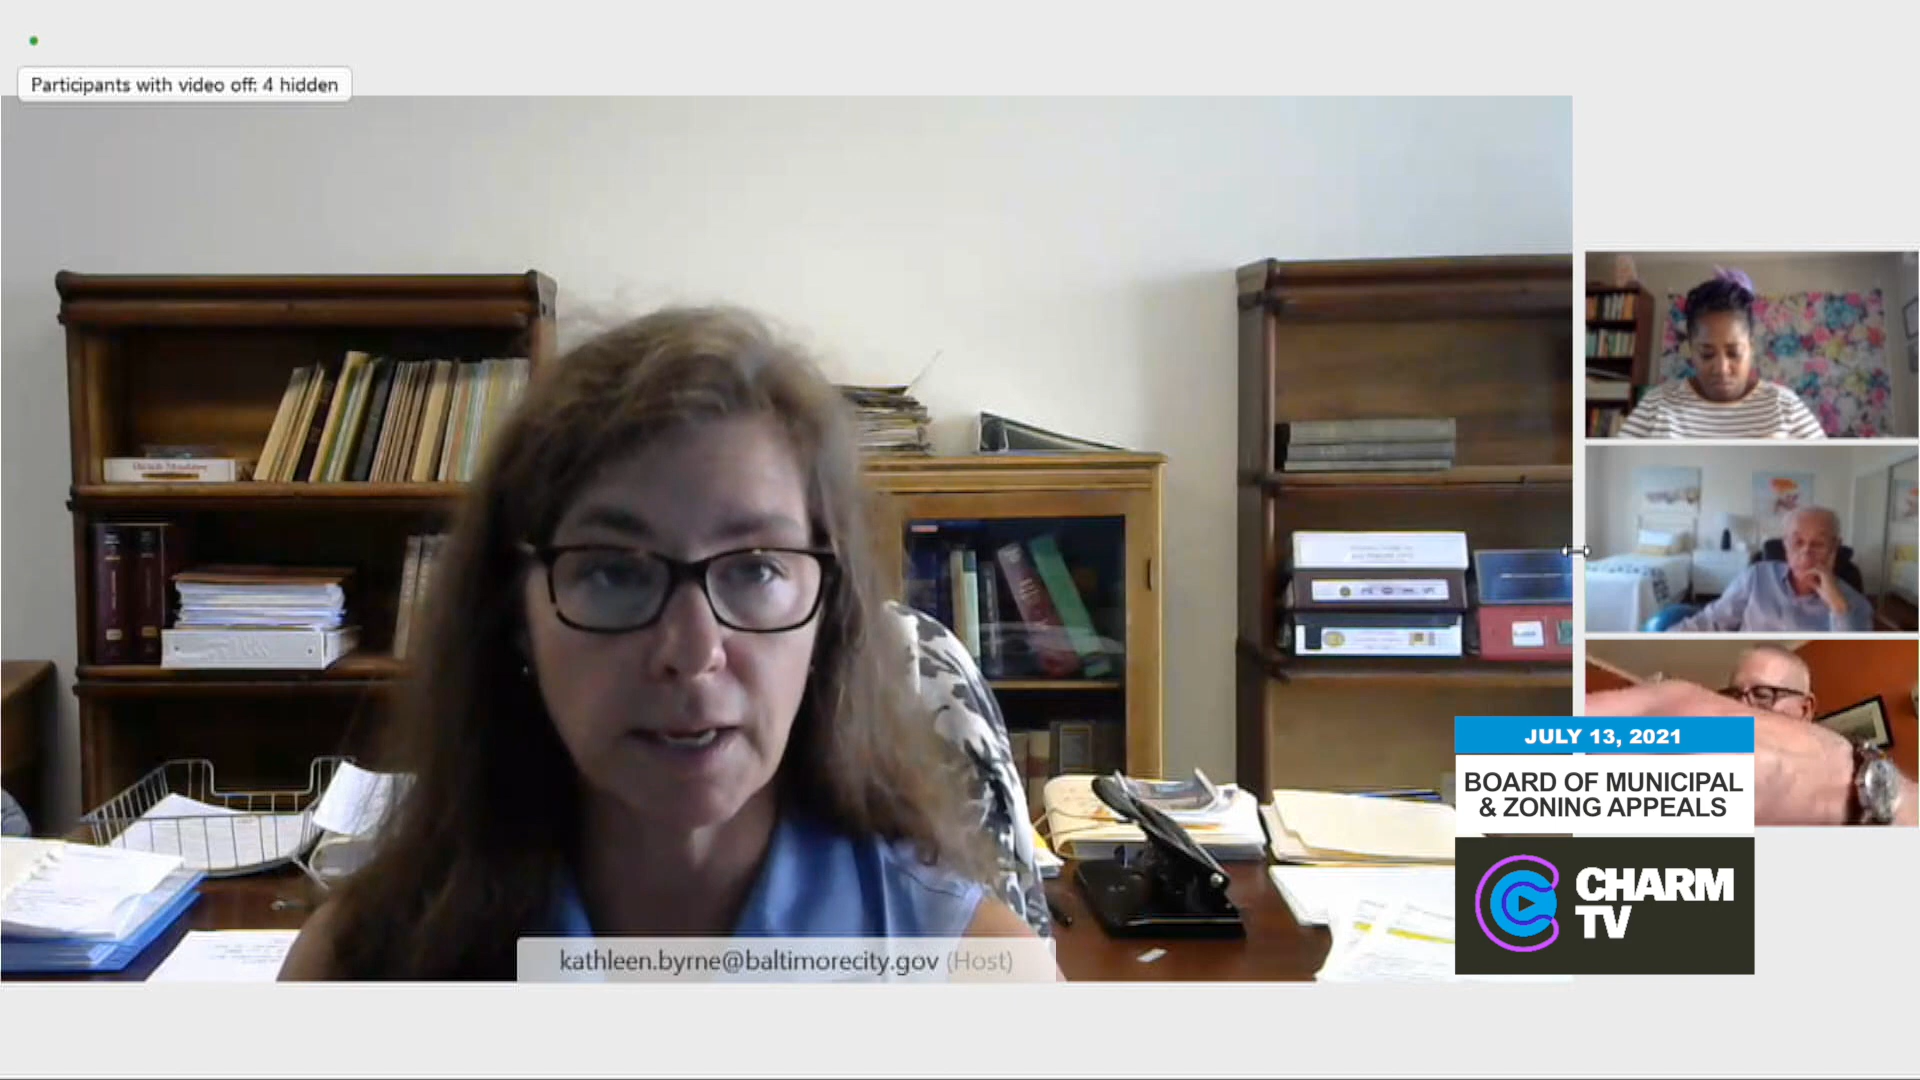 Participants with video off: 4 hidden
JULY 13, 2021
BOARD OF MUNICIPAL
& ZONING APPEALS
CHARM
TV
kathleen.byrne@baltimorecity.gov (Host)